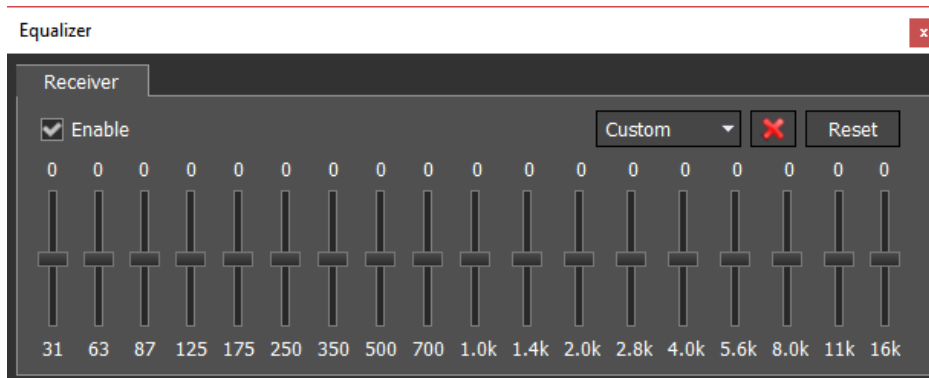 Equalizer x
Receiver
Enable Custom Reset
0 0 0 0 0 0 0 0 0 0 0 0 0 0 0 0 0 0
31 63 87 125 175 250 350 500 700 1.0k 1.4k 2.0k 2.8k 4.0k 5.6k 8.0k 11k 16k